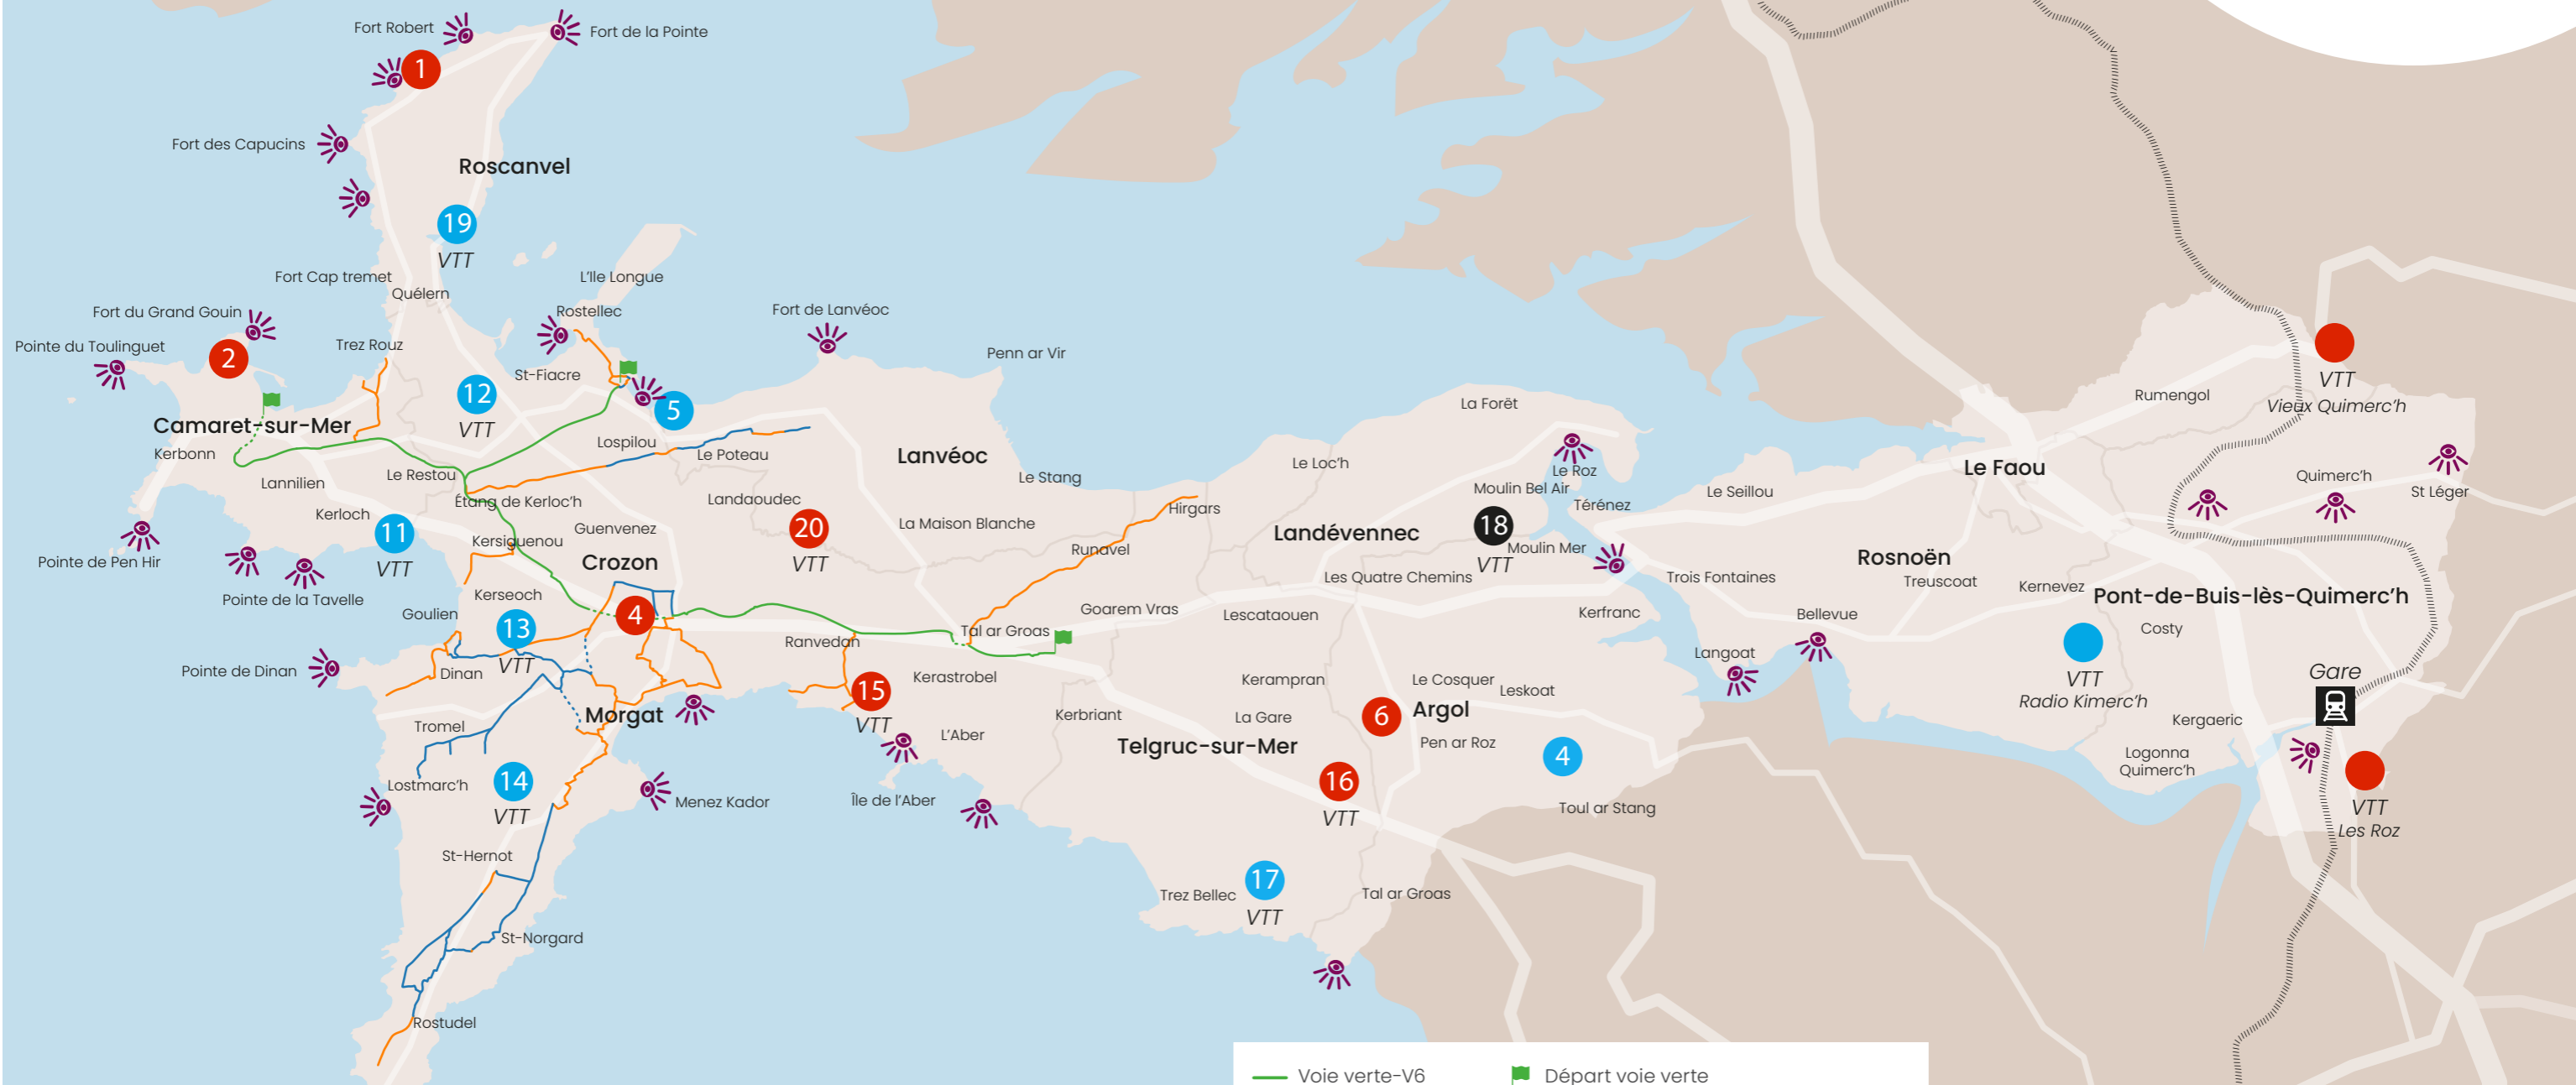 Fort Robert
Fort de la Pointe
1
Fort des Capucins
Roscanvel
19
VTT
Fort Cap tremet
L'Ile Longue
Quélern
Fort du Grand Gouin
Rostellec
Fort de Lanvéoc
Pointe du Toulinguet
2
Trez Rouz
Penn ar Vir
St-Fiacre
12
VTT
5
Camaret-sur-Mer
Kerbonn
Lospilou
Le Poteau
Lanvéoc
Le Restou
Le Stang
Lannilien
Étang de Kerloc'h
Landaoudec
Kerloch
11
VTT
Guenvenez
20
VTT
La Maison Blanche
Hirgars
Kersiguenou
Runavel
Pointe de Pen Hir
Crozon
Pointe de la Tavelle
Kerseoch
Goulien
13
VTT
4
Tal ar Groas
Goarem Vras
Ranvedan
Pointe de Dinan
Dinan
Kerastrobel
15
VTT
Morgat
Tromel
L'Aber
Kerbriant
14
VTT
Lostmarc'h
Menez Kador
Île de l'Aber
St-Hernot
St-Norgard
Rostudel
La Forêt
Le Loc'h
Le Roz
Moulin Bel Air
Térénez
Landévennec
18
VTT
Moulin Mer
Les Quatre Chemins
Lescataouen
Kerfranc
Kerampran
Le Cosquer
Leskoat
La Gare
6
Argol
Telgruc-sur-Mer
Pen ar Roz
4
16
VTT
Toul ar Stang
17
VTT
Trez Bellec
Tal ar Groas
Le Seillou
Le Faou
Rumengol
VTT
Vieux Quimerc'h
Quimerc'h
St Léger
Rosnoën
Trois Fontaines
Treuscoat
Kernevez
Pont-de-Buis-lès-Quimerc'h
Bellevue
Costy
Langoat
VTT
Radio Kimerc'h
Gare
Kergaeric
Logonna
Quimerc'h
VTT
Les Roz
Voie verte-V6
Départ voie verte